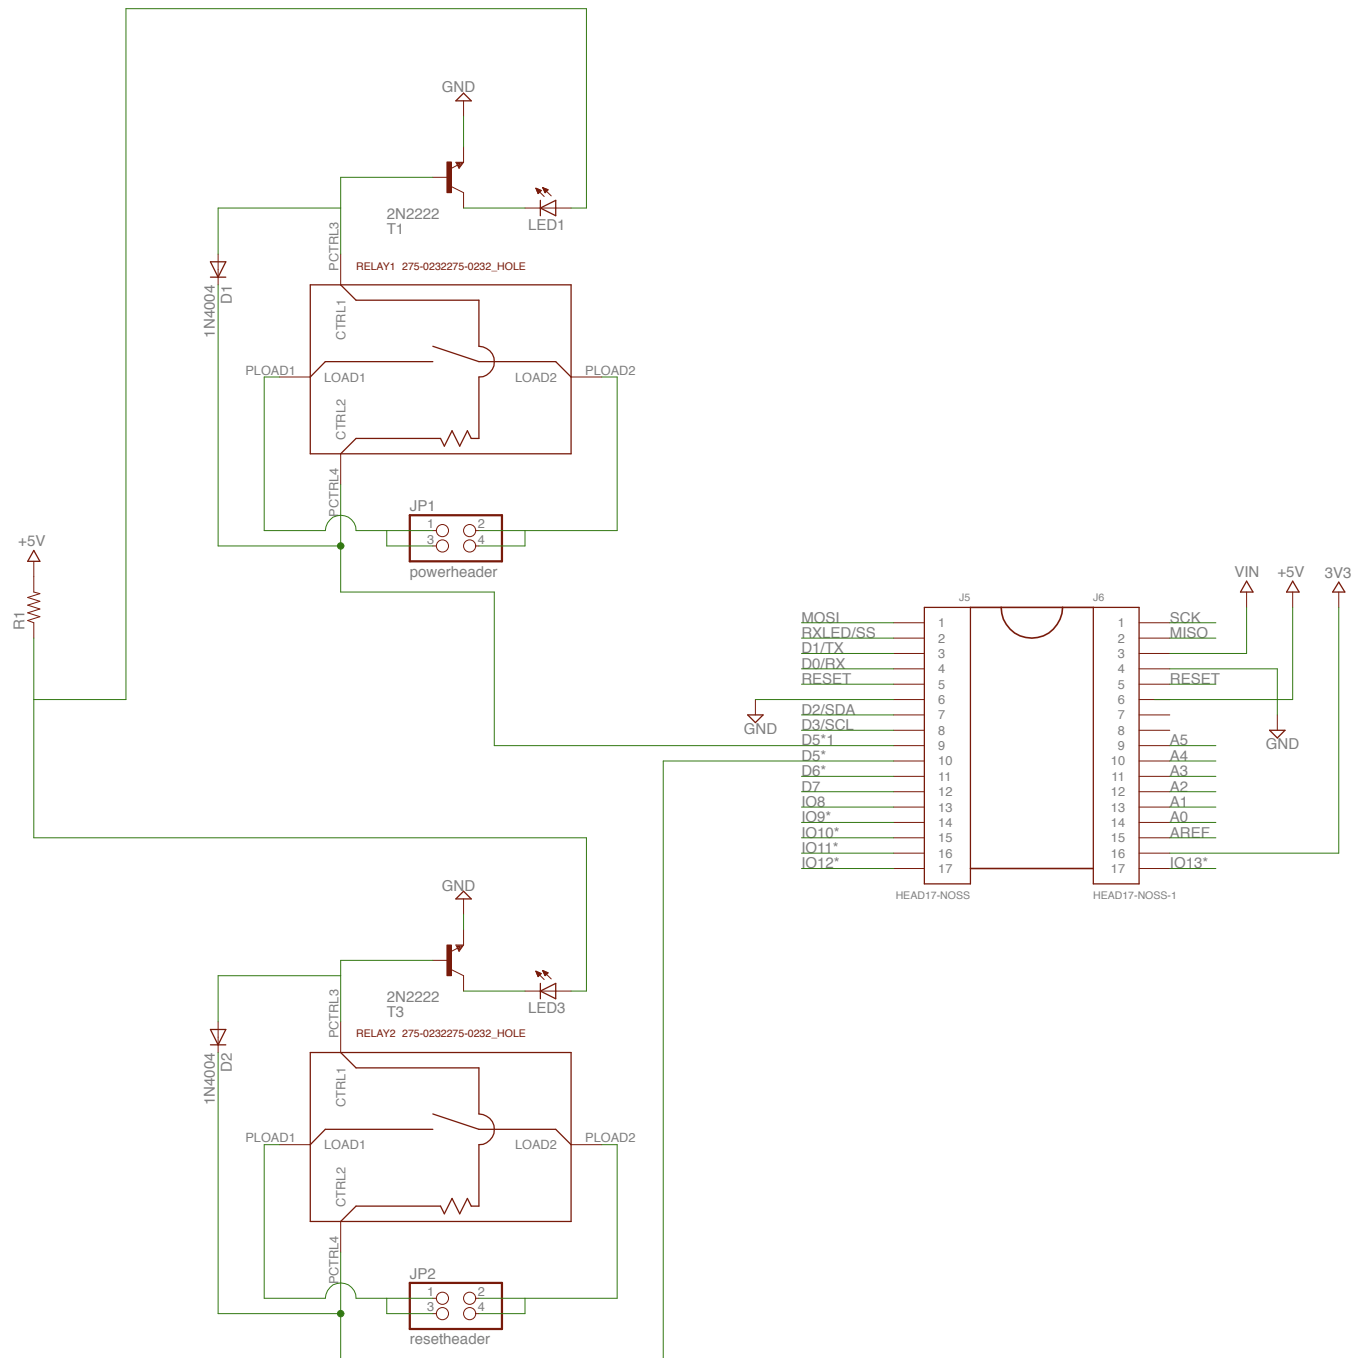 GND
2N2222
T1
LED1
PCTRL3
RELAY1 275-0232275-0232_HOLE
1N4004
D1
CTRL1
PLOAD1
LOAD1
LOAD2
PLOAD2
CTRL2
PCTRL4
JP1
1 2
3 4
powerheader
+5V
R1
VIN +5V 3V3
J5 J6
MOSI 1 1 SCK
RXLED/SS 2 2 MISO
D1/TX 3 3
D0/RX 4 4
RESET 5 5 RESET
6 6
GND
D2/SDA 7 7
D3/SCL 8 8
GND
D5*1 9 9 A5
D5* 10 10 A4
D6* 11 11 A3
D7 12 12 A2
IO8 13 13 A1
IO9* 14 14 A0
IO10* 15 15 AREF
IO11* 16 16
IO12* 17 17 IO13*
HEAD17-NOSS HEAD17-NOSS-1
GND
2N2222
T3
LED3
PCTRL3
RELAY2 275-0232275-0232_HOLE
1N4004
D2
CTRL1
PLOAD1
LOAD1
LOAD2
PLOAD2
CTRL2
PCTRL4
JP2
1 2
3 4
resetheader